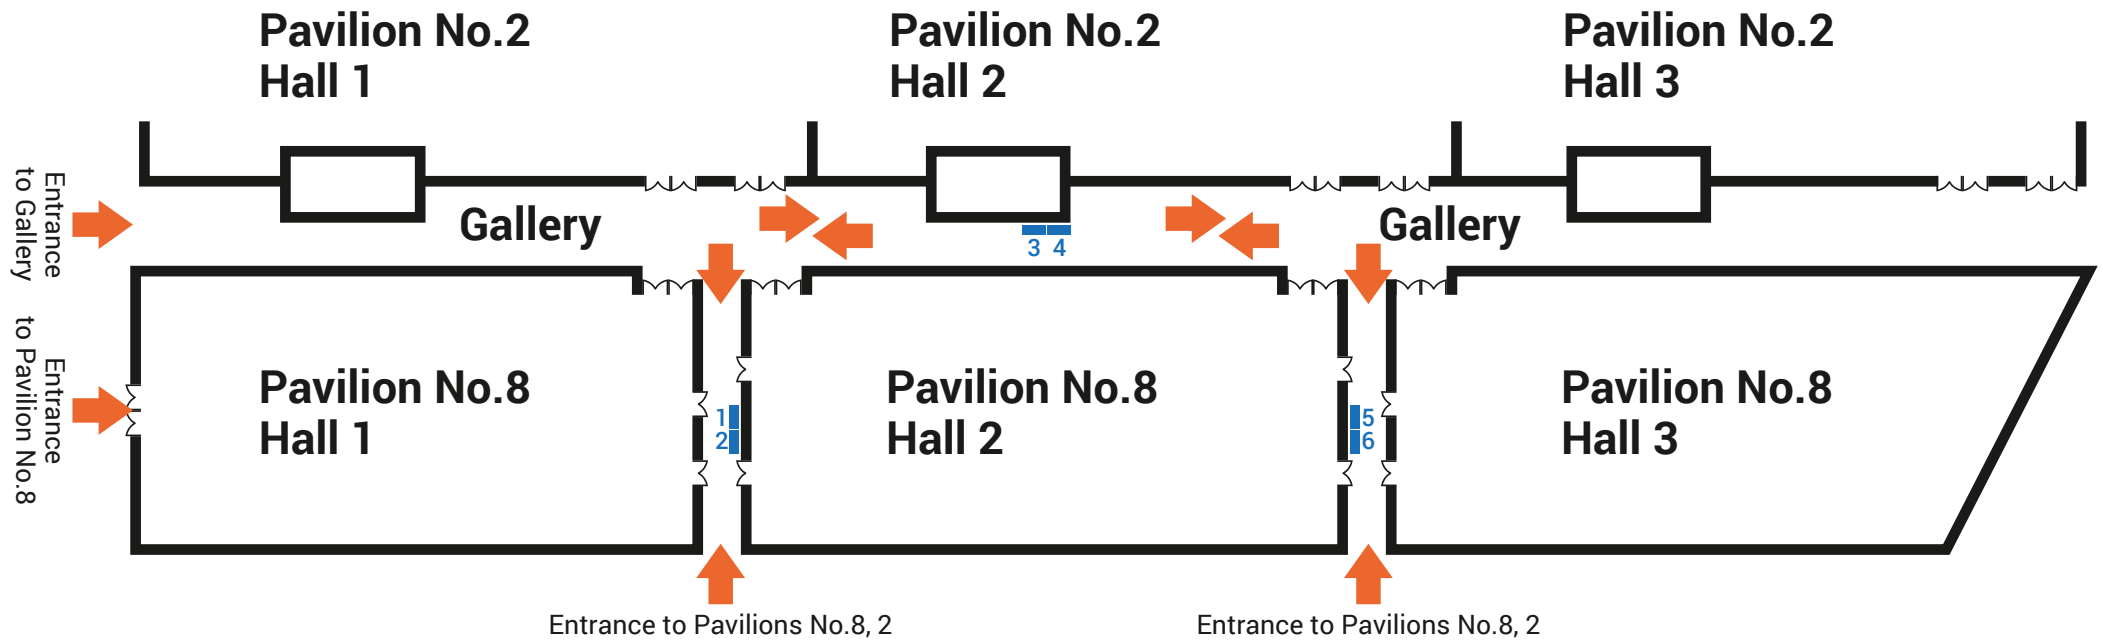 Pavilion No.2
Hall 1
Pavilion No.2
Hall 2
Pavilion No.2
Hall 3
Entrance
to Gallery
Gallery
3 4
Gallery
Entrance
to Pavilion No.8
Pavilion No.8
Hall 1
1
2
Pavilion No.8
Hall 2
5
6
Pavilion No.8
Hall 3
Entrance to Pavilions No.8, 2
Entrance to Pavilions No.8, 2